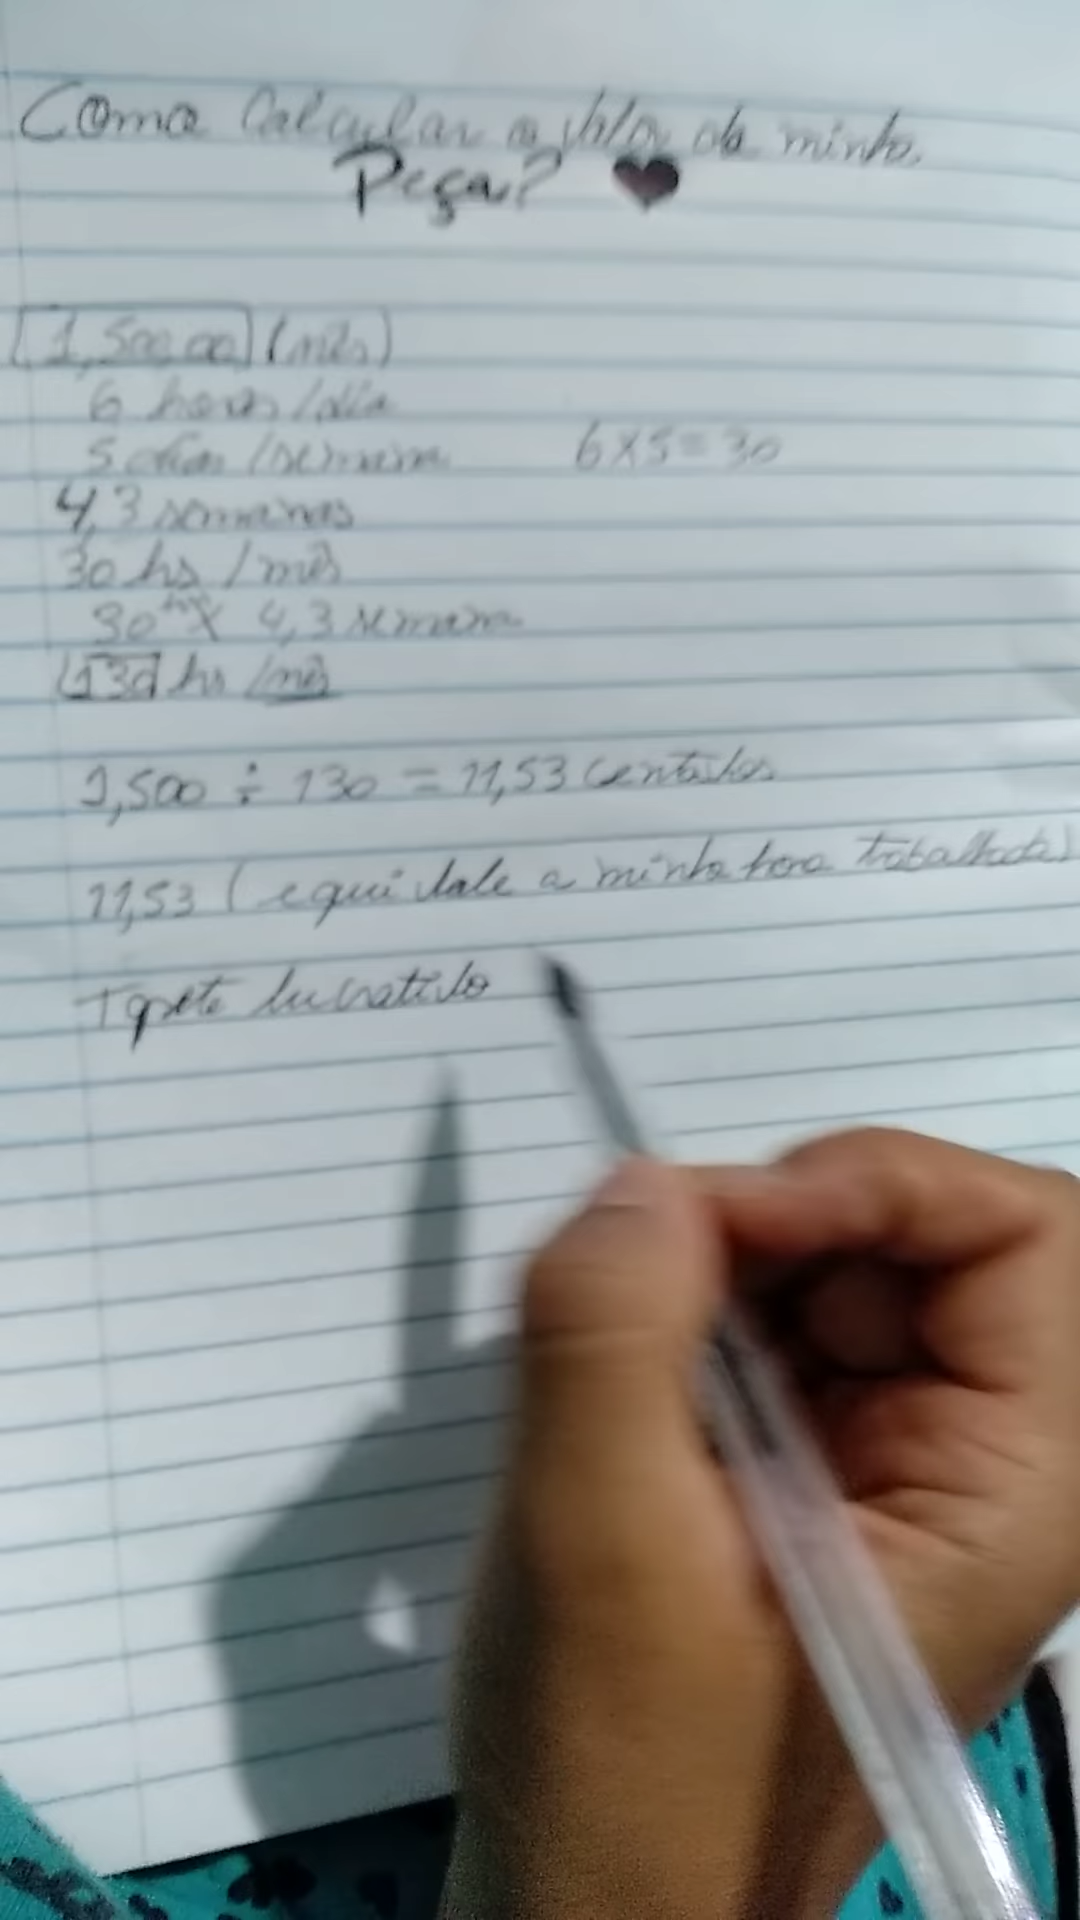 Como Calcular o valor da minha
Peça? ♥
1,500,00 (mês)
6 horas/dia
5 dias/semana 6x5=30
4,3 semanas
30 hs/mês
30hs x 4,3 semana
130 hs/mês
1,500 ÷ 130 = 11,53 centavos
11,53 (equivale a minha hora trabalhada)
Tapete lucrativo